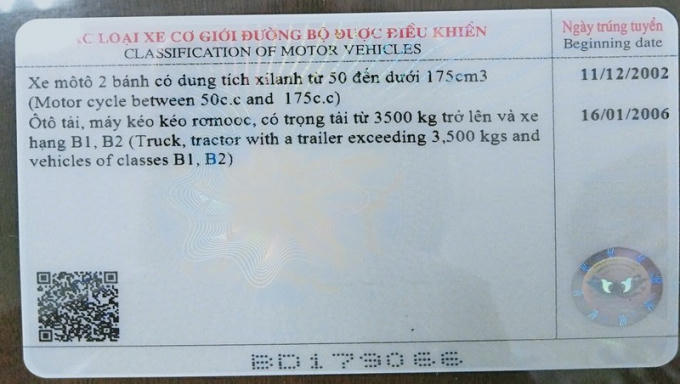 C LOẠI XE CƠ GIỚI ĐƯỜNG BỘ ĐƯỢC ĐIỀU KHIỂN
CLASSIFICATION OF MOTOR VEHICLES
Ngày trúng tuyển
Beginning date
Xe môtô 2 bánh có dung tích xilanh từ 50 đến dưới 175cm3
(Motor cycle between 50c.c and 175c.c)
11/12/2002
Ôtô tải, máy kéo kéo rơmooc, có trọng tải từ 3500 kg trở lên và xe
hạng B1, B2 (Truck, tractor with a trailer exceeding 3,500 kgs and
vehicles of classes B1, B2)
16/01/2006
BD179066